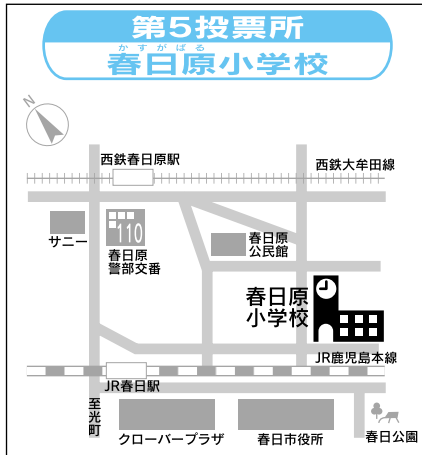 第5投票所
かすがばる
春日原小学校
N
西鉄春日原駅
西鉄大牟田線
サニー
110
春日原
警部交番
春日原
公民館
春日原
小学校
JR鹿児島本線
JR春日駅
至光町
クローバープラザ
春日市役所
春日公園